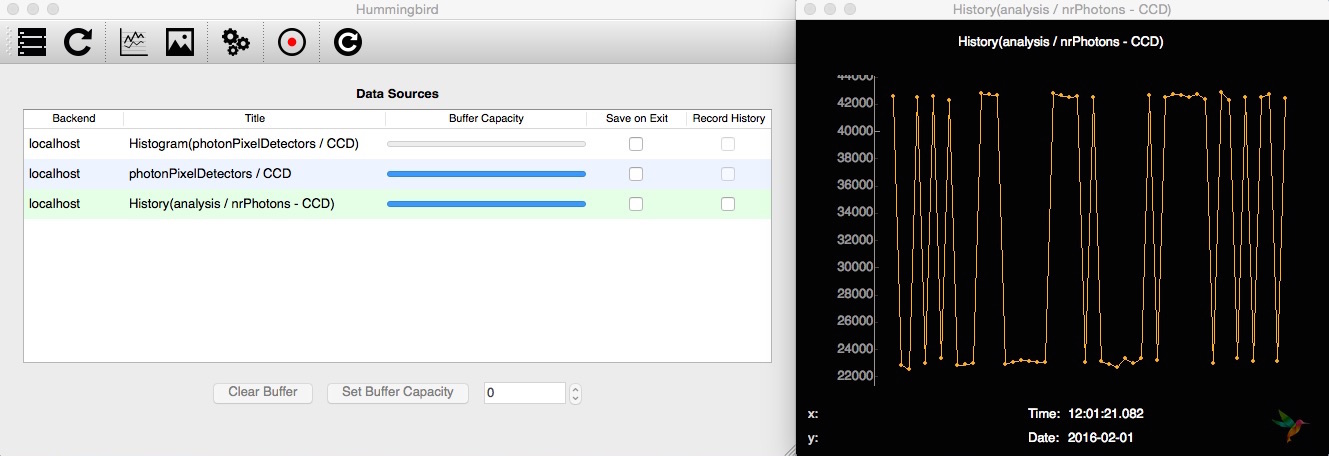 Hummingbird
Data Sources
Backend Title Buffer Capacity Save on Exit Record History
localhost Histogram(photonPixelDetectors / CCD)
localhost photonPixelDetectors / CCD
localhost History(analysis / nrPhotons - CCD)
Clear Buffer Set Buffer Capacity 0
History(analysis / nrPhotons - CCD)
History(analysis / nrPhotons - CCD)
44000
42000
40000
38000
36000
34000
32000
30000
28000
26000
24000
22000
x: Time: 12:01:21.082
y: Date: 2016-02-01